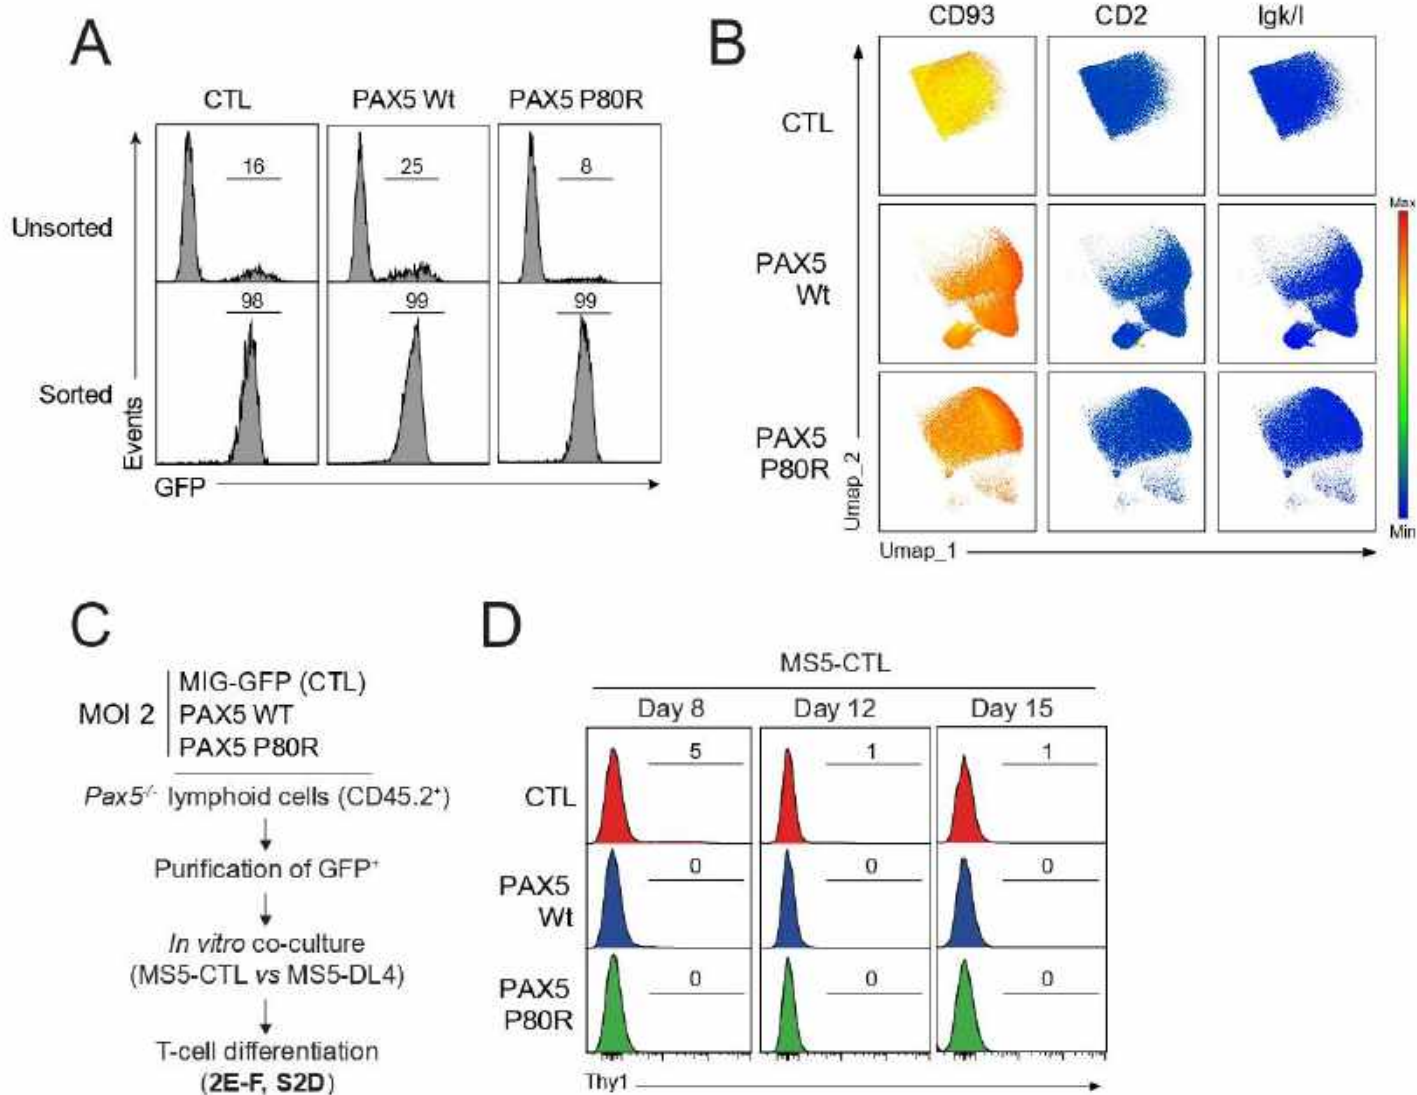 A
CTL PAX5 Wt PAX5 P80R
Unsorted
16 25 8
Sorted
98 99 99
Events
GFP
B
CD93 CD2 Igk/l
CTL
PAX5
Wt
PAX5
P80R
Umap_2
Umap_1
Max
Min
C
MOI 2
MIG-GFP (CTL)
PAX5 WT
PAX5 P80R
Pax5-/- lymphoid cells (CD45.2+)
Purification of GFP+
In vitro co-culture
(MS5-CTL vs MS5-DL4)
T-cell differentiation
(2E-F, S2D)
D
MS5-CTL
Day 8 Day 12 Day 15
CTL
5 1 1
PAX5
Wt
0 0 0
PAX5
P80R
0 0 0
Thy1